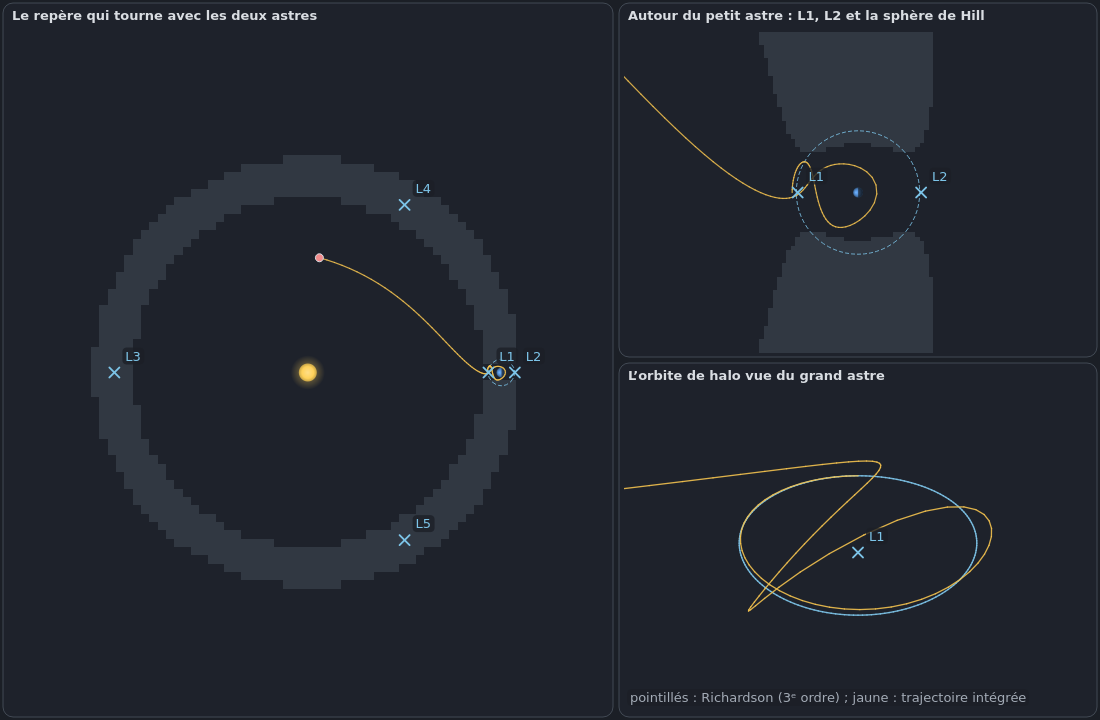 Le repère qui tourne avec les deux astres
L4
L3
L1
L2
L5
Autour du petit astre : L1, L2 et la sphère de Hill
L1
L2
L’orbite de halo vue du grand astre
L1
pointillés : Richardson (3ᵉ ordre) ; jaune : trajectoire intégrée